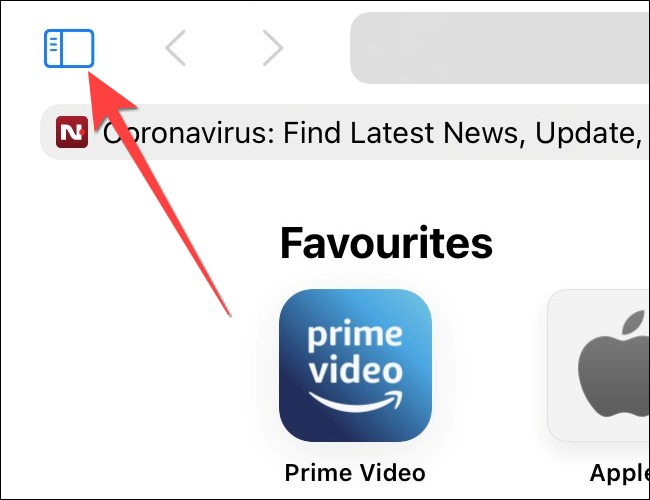 N Coronavirus: Find Latest News, Update,
Favourites
prime
video
Prime Video
Apple